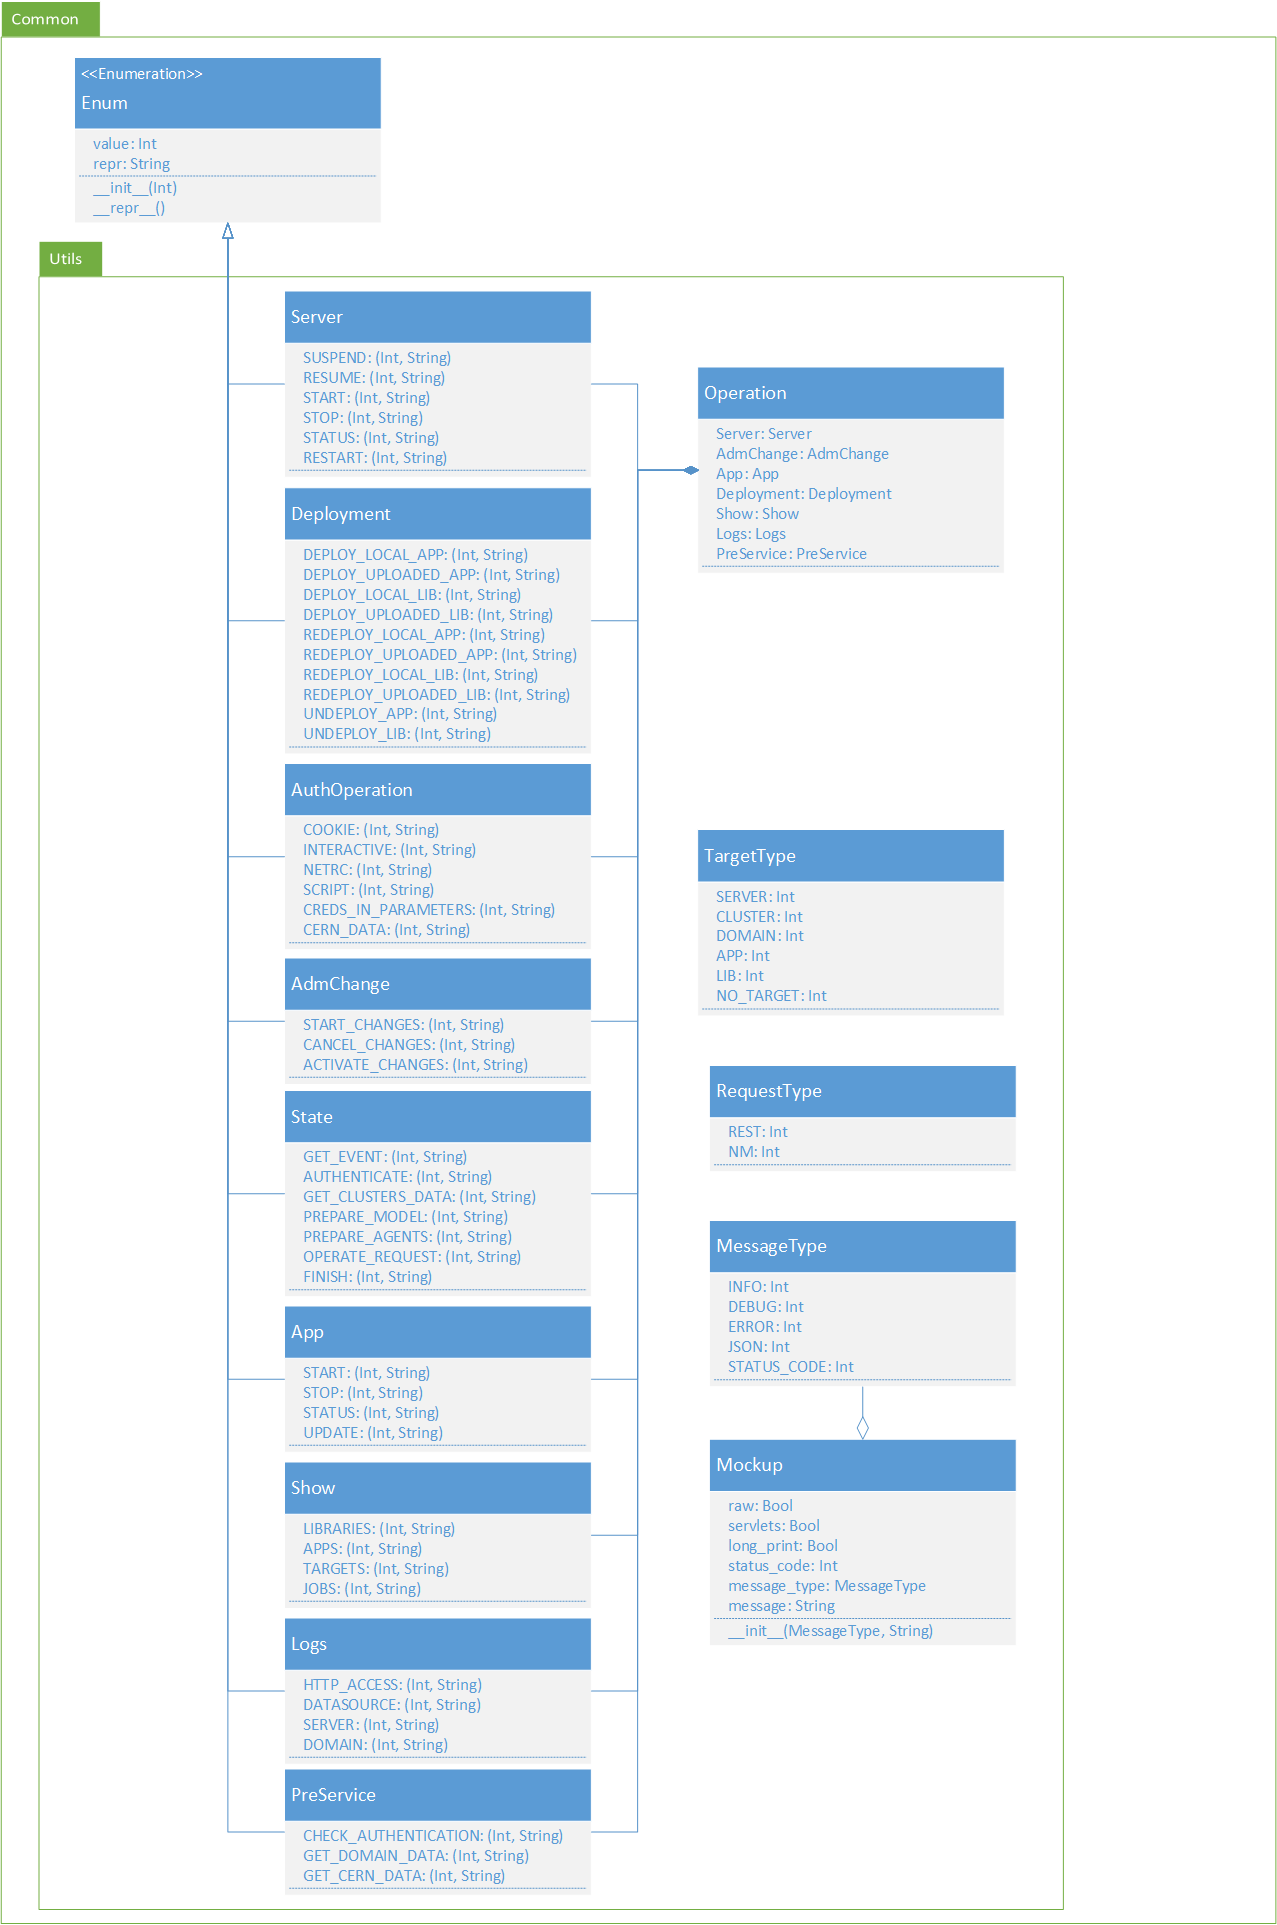 Common
<<Enumeration>>
Enum
value: Int
repr: String
__init__(Int)
__repr__()
Utils
Server
SUSPEND: (Int, String)
RESUME: (Int, String)
START: (Int, String)
STOP: (Int, String)
STATUS: (Int, String)
RESTART: (Int, String)
Deployment
DEPLOY_LOCAL_APP: (Int, String)
DEPLOY_UPLOADED_APP: (Int, String)
DEPLOY_LOCAL_LIB: (Int, String)
DEPLOY_UPLOADED_LIB: (Int, String)
REDEPLOY_LOCAL_APP: (Int, String)
REDEPLOY_UPLOADED_APP: (Int, String)
REDEPLOY_LOCAL_LIB: (Int, String)
REDEPLOY_UPLOADED_LIB: (Int, String)
UNDEPLOY_APP: (Int, String)
UNDEPLOY_LIB: (Int, String)
AuthOperation
COOKIE: (Int, String)
INTERACTIVE: (Int, String)
NETRC: (Int, String)
SCRIPT: (Int, String)
CREDS_IN_PARAMETERS: (Int, String)
CERN_DATA: (Int, String)
AdmChange
START_CHANGES: (Int, String)
CANCEL_CHANGES: (Int, String)
ACTIVATE_CHANGES: (Int, String)
State
GET_EVENT: (Int, String)
AUTHENTICATE: (Int, String)
GET_CLUSTERS_DATA: (Int, String)
PREPARE_MODEL: (Int, String)
PREPARE_AGENTS: (Int, String)
OPERATE_REQUEST: (Int, String)
FINISH: (Int, String)
App
START: (Int, String)
STOP: (Int, String)
STATUS: (Int, String)
UPDATE: (Int, String)
Show
LIBRARIES: (Int, String)
APPS: (Int, String)
TARGETS: (Int, String)
JOBS: (Int, String)
Logs
HTTP_ACCESS: (Int, String)
DATASOURCE: (Int, String)
SERVER: (Int, String)
DOMAIN: (Int, String)
PreService
CHECK_AUTHENTICATION: (Int, String)
GET_DOMAIN_DATA: (Int, String)
GET_CERN_DATA: (Int, String)
Operation
Server: Server
AdmChange: AdmChange
App: App
Deployment: Deployment
Show: Show
Logs: Logs
PreService: PreService
TargetType
SERVER: Int
CLUSTER: Int
DOMAIN: Int
APP: Int
LIB: Int
NO_TARGET: Int
RequestType
REST: Int
NM: Int
MessageType
INFO: Int
DEBUG: Int
ERROR: Int
JSON: Int
STATUS_CODE: Int
Mockup
raw: Bool
servlets: Bool
long_print: Bool
status_code: Int
message_type: MessageType
message: String
__init__(MessageType, String)